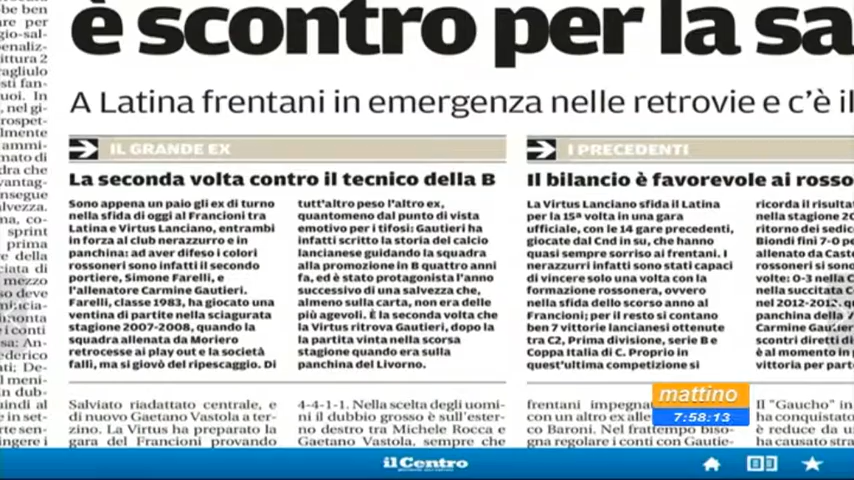 è scontro per la sa
A Latina frentani in emergenza nelle retrovie e c'è il
IL GRANDE EX
La seconda volta contro il tecnico della B
Sono appena un paio gli ex di turno
nella sfida di oggi al Francioni tra
Latina e Virtus Lanciano, entrambi
in forza al club nerazzurro e in
panchina: ad aver difeso i colori
rossoneri sono infatti il secondo
portiere, Simone Farelli, e
l'allenatore Carmine Gautieri.
Farelli, classe 1983, ha giocato una
ventina di partite nella sciagurata
stagione 2007-2008, quando la
squadra allenata da Moriero
retrocesse ai play out e la società
fallì, ma si giovò del ripescaggio. Di
tutt'altro peso l'altro ex,
quantomeno dal punto di vista
emotivo per i tifosi: Gautieri ha
infatti scritto la storia del calcio
lancianese guidando la squadra
alla promozione in B quattro anni
fa, ed è stato protagonista l'anno
successivo di una salvezza che,
almeno sulla carta, non era delle
più agevoli. È la seconda volta che
la Virtus ritrova Gautieri, dopo la
partita vinta nella scorsa
stagione quando era sulla
panchina del Livorno.
I PRECEDENTI
Il bilancio è favorevole ai rosso
La Virtus Lanciano sfida il Latina
per la 15ª volta in una gara
ufficiale, con le 14 gare precedenti,
giocate dal Cnd in su, che hanno
quasi sempre sorriso ai frentani. I
nerazzurri infatti sono stati capaci
di vincere solo una volta con la
formazione rossonera, ovvero
nella sfida dello scorso anno al
Francioni; per il resto si contano
ben 7 vittorie lancianesi ottenute
tra C2, Prima divisione, serie B e
Coppa Italia di C. Proprio in
quest'ultima competizione si
ricorda il risulta
nella stagione 20
ritorno dei sedic
Biondi finì 7-0 pe
allenato da Casto
rossoneri si sono
volte: 0-3 nella C
nella succitata C
nel 2012-2012,
panchina della
Carmine Gau
scontri diretti di
è al momento in p
vittoria per parte
Salviato riadattato centrale, e
di nuovo Gaetano Vastola a ter-
zino. La Virtus ha preparato la
gara del Francioni provando
4-4-1-1. Nella scelta degli uomi-
ni il dubbio grosso è sull'ester-
no destro tra Michele Rocca e
Gaetano Vastola, sempre che
frentani impegnat
con un altro ex alle
co Baroni. Nel frattempo biso-
gna regolare i conti con Gautie-
Il "Gaucho" in
ha conquistato
causa dell
ha causato stra
mattino
7:58:13
il Centro